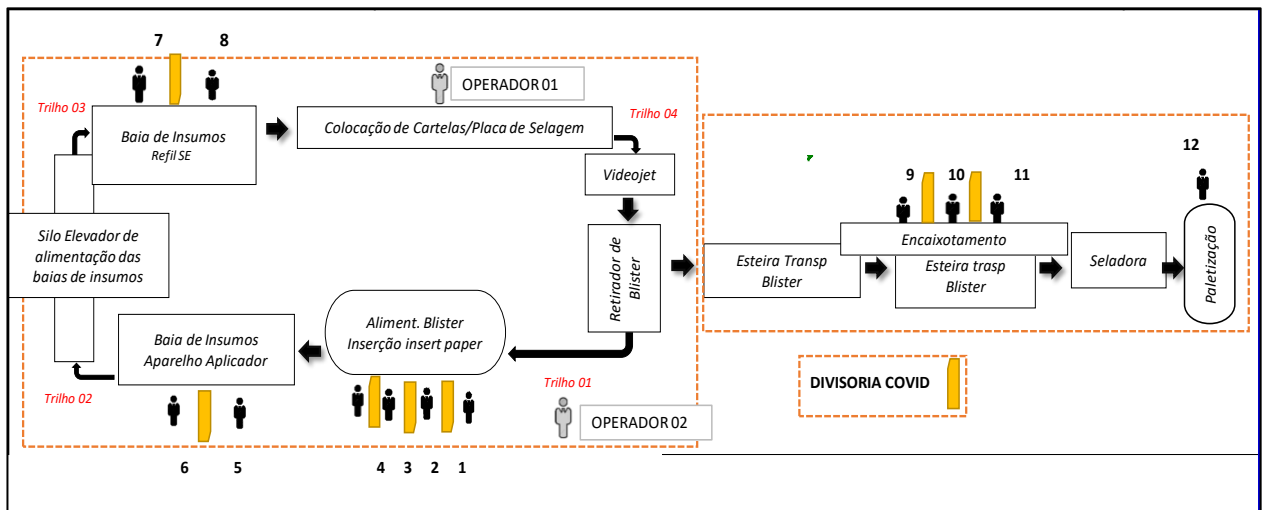 7
8
OPERADOR 01
Trilho 03
Trilho 04
Baia de Insumos
Refil SE
Colocação de Cartelas/Placa de Selagem
Videojet
Silo Elevador de
alimentação das
baias de insumos
Retirador de
Blister
Aliment. Blister
Inserção insert paper
Baia de Insumos
Aparelho Aplicador
Trilho 02
Trilho 01
OPERADOR 02
6
5
4
3
2
1
9
10
11
12
Encaixotamento
Esteira Transp
Blister
Esteira trasp
Blister
Seladora
Paletização
DIVISORIA COVID